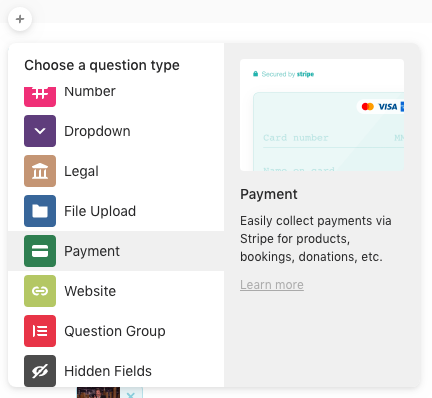 Choose a question type
Number
Dropdown
Legal
File Upload
Payment
Website
Question Group
Hidden Fields
Secured by stripe
VISA
Card number
Name on card
Payment
Easily collect payments via
Stripe for products,
bookings, donations, etc.
Learn more